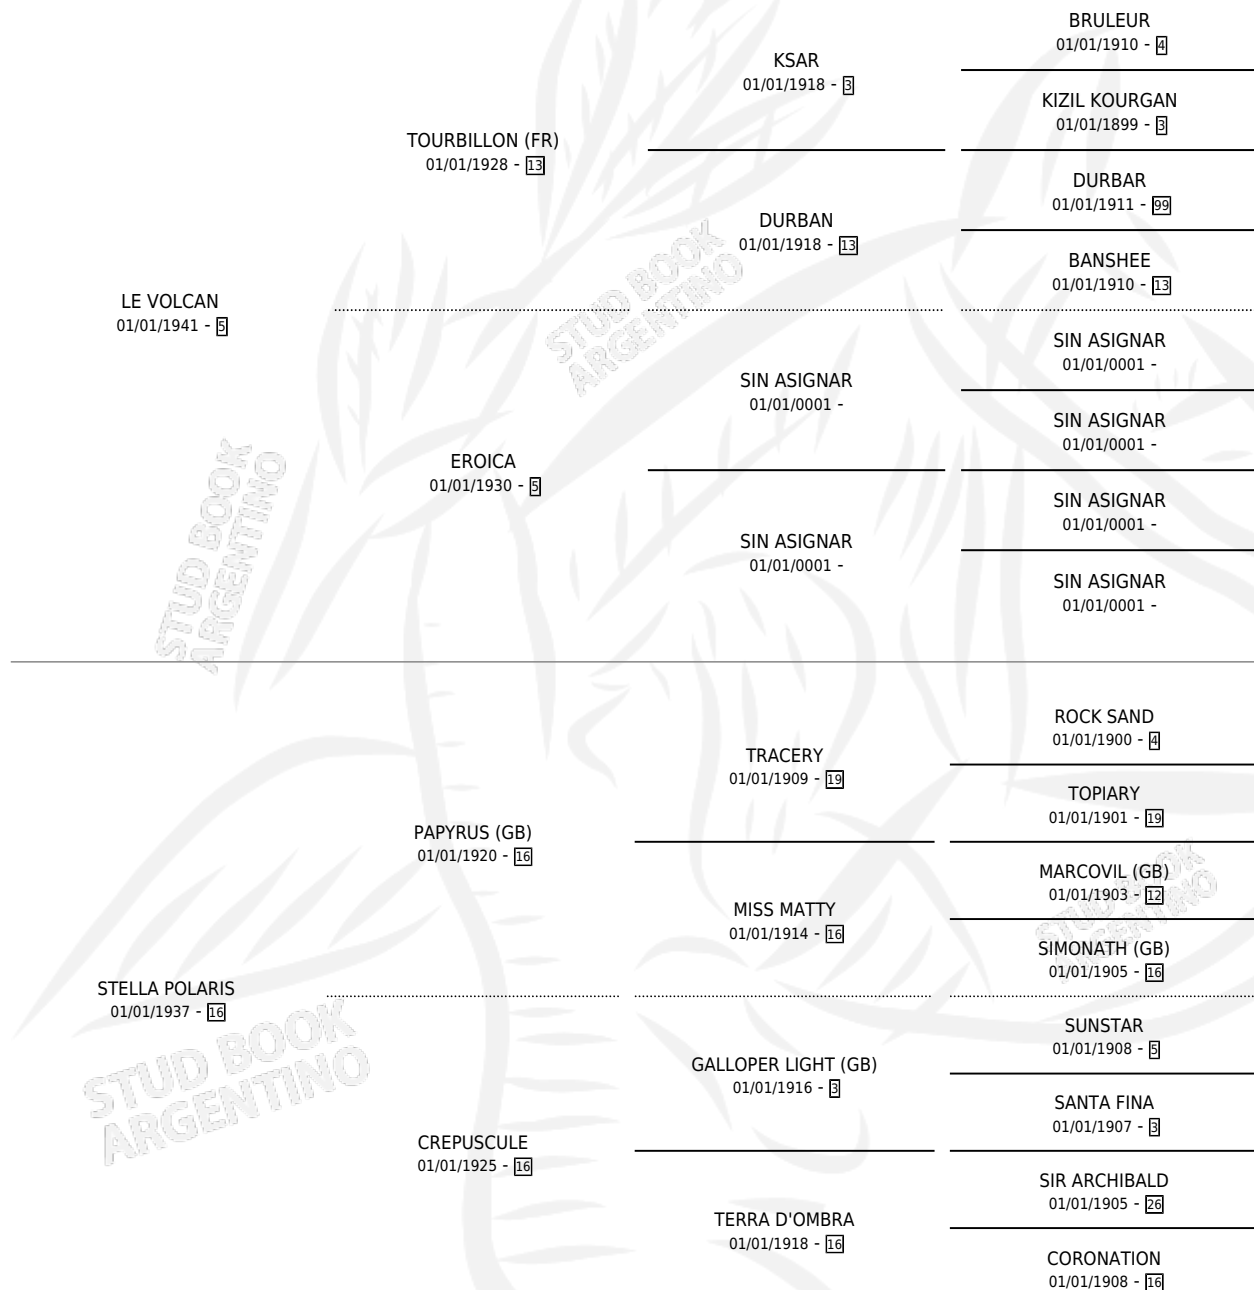 BRULEUR
01/01/1910 - 4
KSAR
01/01/1918 - 3
KIZIL KOURGAN
01/01/1899 - 3
TOURBILLON (FR)
01/01/1928 - 13
DURBAR
01/01/1911 - 99
DURBAN
01/01/1918 - 13
BANSHEE
01/01/1910 - 13
LE VOLCAN
01/01/1941 - 5
STUD BOOK
ARGENTINO
SIN ASIGNAR
01/01/0001 -
SIN ASIGNAR
01/01/0001 -
SIN ASIGNAR
01/01/0001 -
EROICA
01/01/1930 - 5
SIN ASIGNAR
01/01/0001 -
SIN ASIGNAR
01/01/0001 -
SIN ASIGNAR
01/01/0001 -
STUD BOOK
ARGENTINO
ROCK SAND
01/01/1900 - 4
TRACERY
01/01/1909 - 19
TOPIARY
01/01/1901 - 19
PAPYRUS (GB)
01/01/1920 - 16
MARCOVIL (GB)
01/01/1903 - 12
MISS MATTY
01/01/1914 - 16
STUD BOOK
ARGENTINO
SIMONATH (GB)
01/01/1905 - 16
STELLA POLARIS
01/01/1937 - 16
STUD BOOK
ARGENTINO
SUNSTAR
01/01/1908 - 5
GALLOPER LIGHT (GB)
01/01/1916 - 3
SANTA FINA
01/01/1907 - 3
CREPUSCULE
01/01/1925 - 16
SIR ARCHIBALD
01/01/1905 - 26
TERRA D'OMBRA
01/01/1918 - 16
CORONATION
01/01/1908 - 16